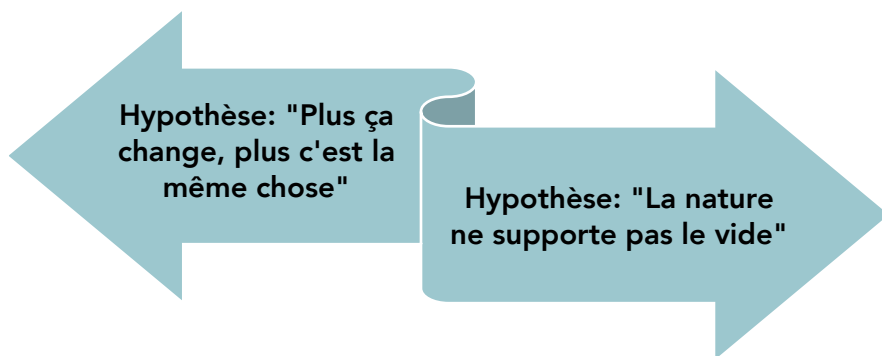 Hypothèse: "Plus ça
change, plus c'est la
même chose"
Hypothèse: "La nature
ne supporte pas le vide"